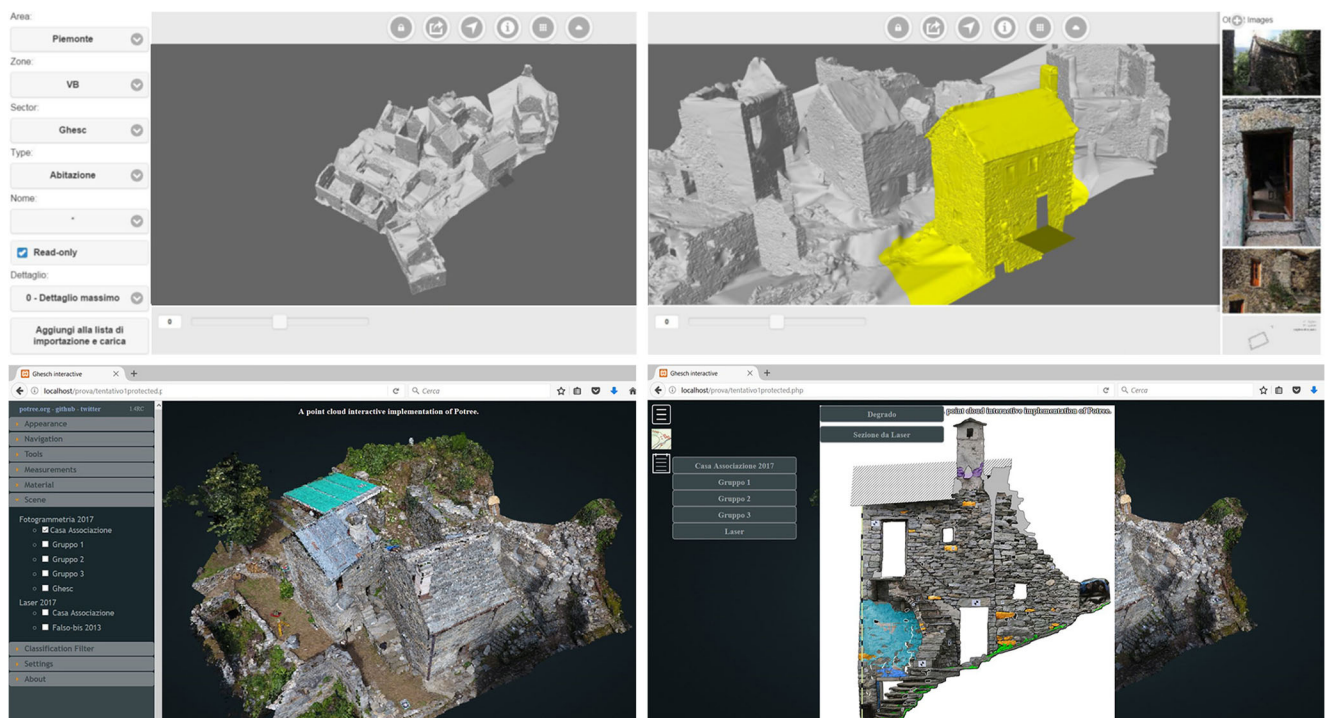 Area:
Piemonte
Zone:
VB
Sector:
Ghesc
Type:
Abitazione
Nome:
*
Read-only
Dettaglio:
0 - Dettaglio massimo
Aggiungi alla lista di
importazione e carica
0
Images
0
Ghesch interactive
localhost/prova/tentativo1protected.p
Cerca
potree.org - github - twitter
Appearance
Navigation
Tools
Measurements
Material
Scene
Fotogrammetria 2017
Casa Associazione
Gruppo 1
Gruppo 2
Gruppo 3
Ghesc
Laser 2017
Casa Associazione
Falso-bis 2013
Classification Filter
Settings
About
A point cloud interactive implementation of Potree.
Ghesch interactive
localhost/prova/tentativo1protected.php
Cerca
Degrado
Sezione da Laser
point cloud interactive implementation of Potree.
Casa Associazione 2017
Gruppo 1
Gruppo 2
Gruppo 3
Laser